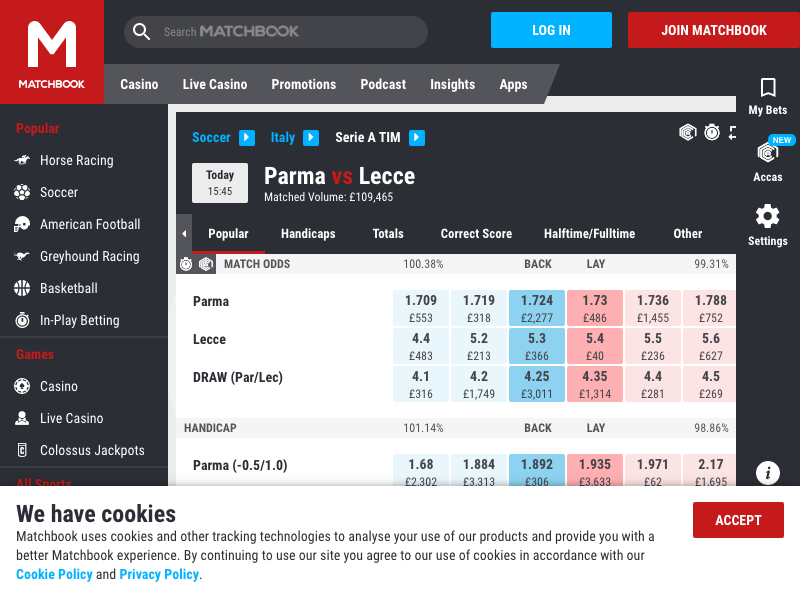 MATCHBOOK
Search MATCHBOOK
LOG IN
JOIN MATCHBOOK
Casino Live Casino Promotions Podcast Insights Apps
Popular
Horse Racing
Soccer
American Football
Greyhound Racing
Basketball
In-Play Betting
Games
Casino
Live Casino
Colossus Jackpots
All Sports
Soccer Italy Serie A TIM
Today
15:45
Parma vs Lecce
Matched Volume: £109,465
Popular Handicaps Totals Correct Score Halftime/Fulltime Other
MATCH ODDS 100.38% BACK LAY 99.31%
Parma 1.709 1.719 1.724 1.73 1.736 1.788
£553 £318 £2,277 £486 £1,455 £752
Lecce 4.4 5.2 5.3 5.4 5.5 5.6
£483 £213 £366 £40 £236 £627
DRAW (Par/Lec) 4.1 4.2 4.25 4.35 4.4 4.5
£316 £1,749 £3,011 £1,314 £281 £269
HANDICAP 101.14% BACK LAY 98.86%
Parma (-0.5/1.0) 1.68 1.884 1.892 1.935 1.971 2.17
£2,302 £3,313 £306 £3,633 £62 £1,695
My Bets
NEW
Accas
Settings
We have cookies
Matchbook uses cookies and other tracking technologies to analyse your use of our products and provide you with a
better Matchbook experience. By continuing to use our site you agree to our use of cookies in accordance with our
Cookie Policy and Privacy Policy.
ACCEPT